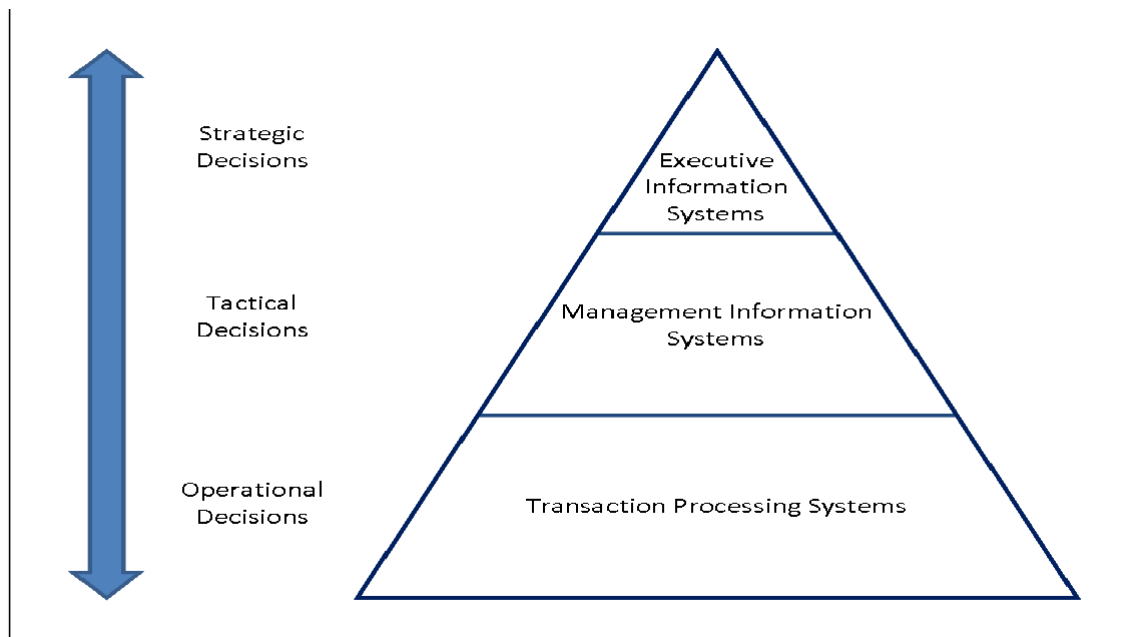 Strategic
Decisions
Executive
Information
Systems
Tactical
Decisions
Management Information
Systems
Operational
Decisions
Transaction Processing Systems